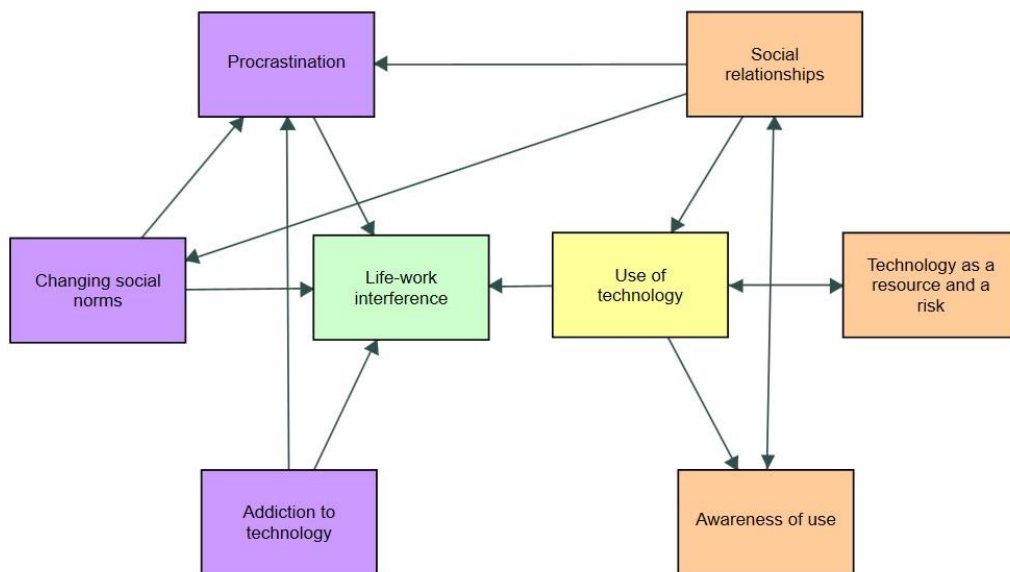 Procrastination
Social
relationships
Changing social
norms
Life-work
interference
Use of
technology
Technology as a
resource and a
risk
Addiction to
technology
Awareness of use